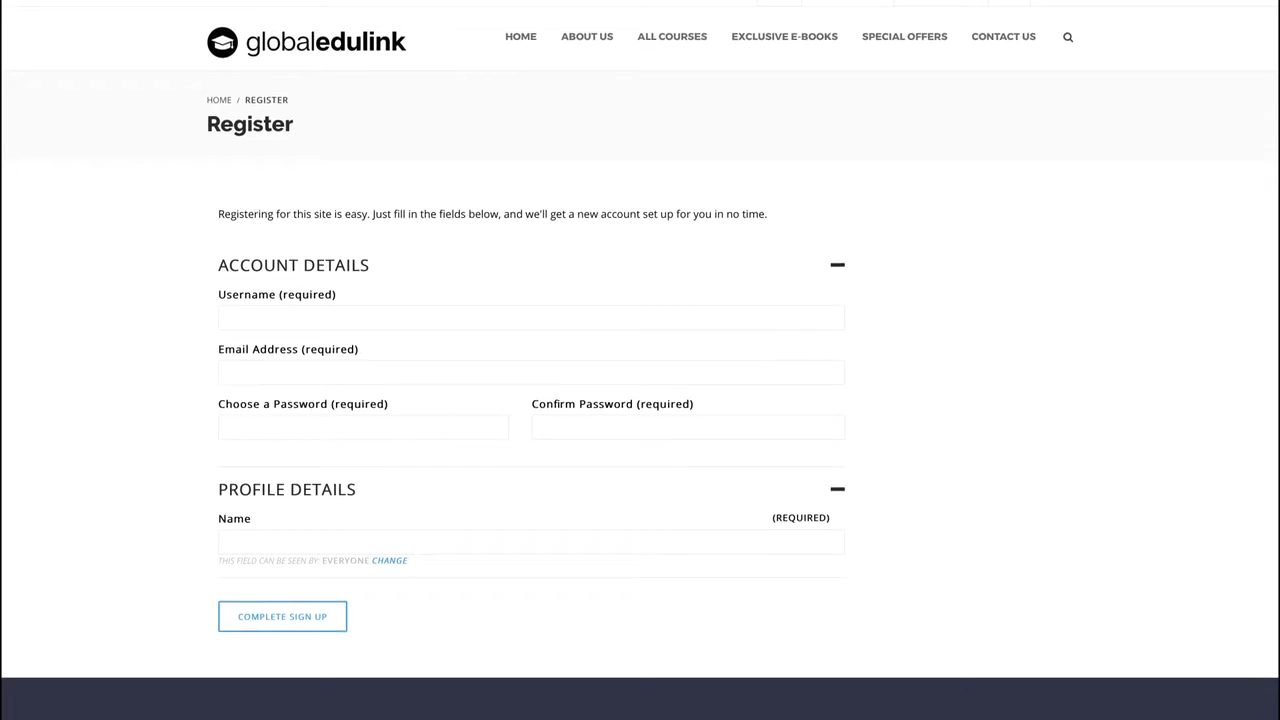 globaledulink
HOME ABOUT US ALL COURSES EXCLUSIVE E-BOOKS SPECIAL OFFERS CONTACT US
HOME / REGISTER
Register
Registering for this site is easy. Just fill in the fields below, and we'll get a new account set up for you in no time.
ACCOUNT DETAILS
Username (required)
Email Address (required)
Choose a Password (required) Confirm Password (required)
PROFILE DETAILS
Name (REQUIRED)
THIS FIELD CAN BE SEEN BY: EVERYONE CHANGE
COMPLETE SIGN UP